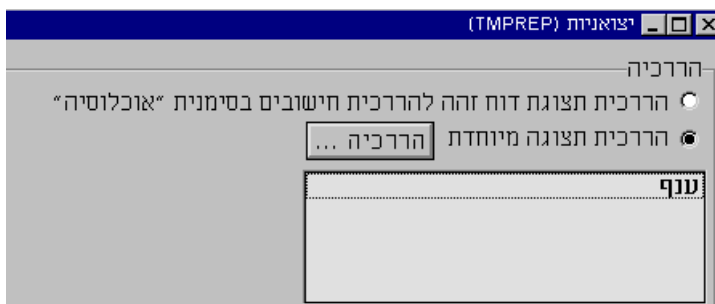 יצואניות (TMPREP)
הררכיה
הררכית תצוגת דוח זהה להררכית חישובים בסימנית "אוכלוסיה"
הררכית תצוגה מיוחדת
הררכיה ...
ענף